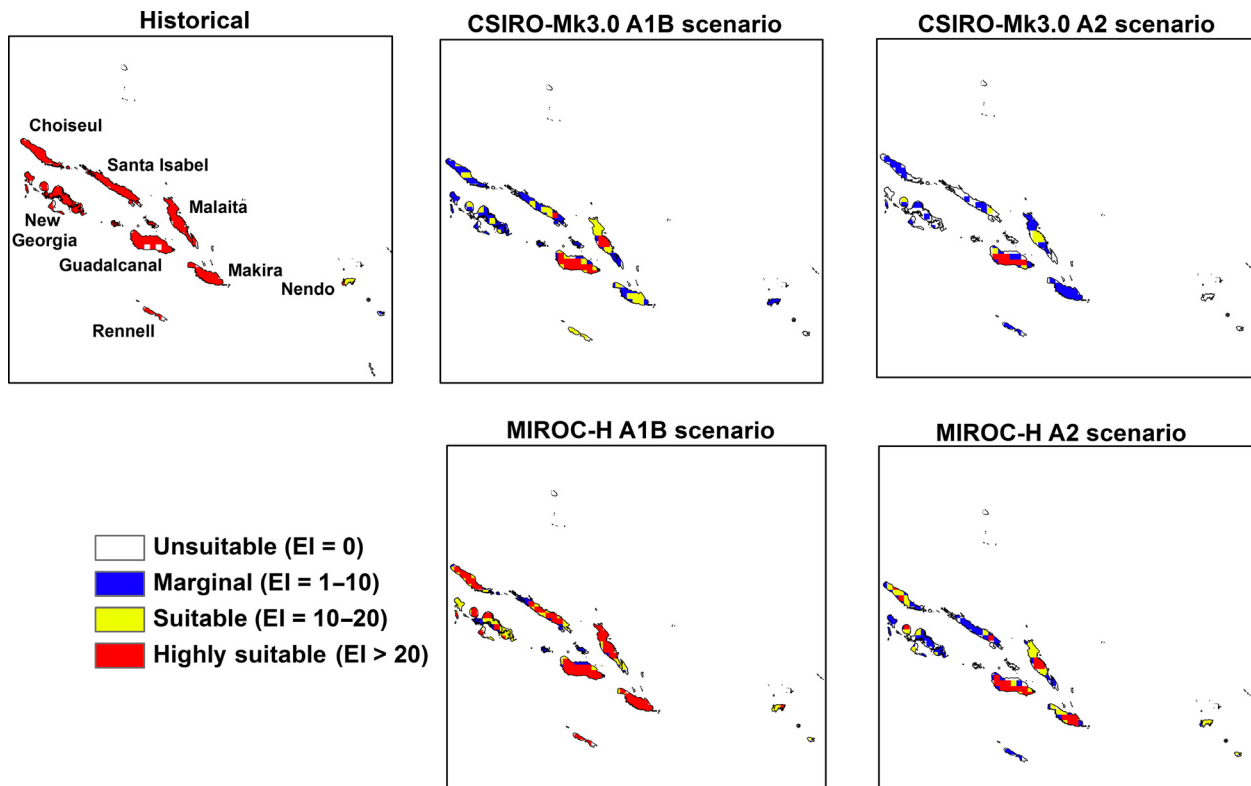 Historical
CSIRO-Mk3.0 A1B scenario
CSIRO-Mk3.0 A2 scenario
Choiseul
Santa Isabel
Malaita
New
Georgia
Guadalcanal
Makira
Nendo
Rennell
MIROC-H A1B scenario
MIROC-H A2 scenario
Unsuitable (EI = 0)
Marginal (EI = 1–10)
Suitable (EI = 10–20)
Highly suitable (EI > 20)